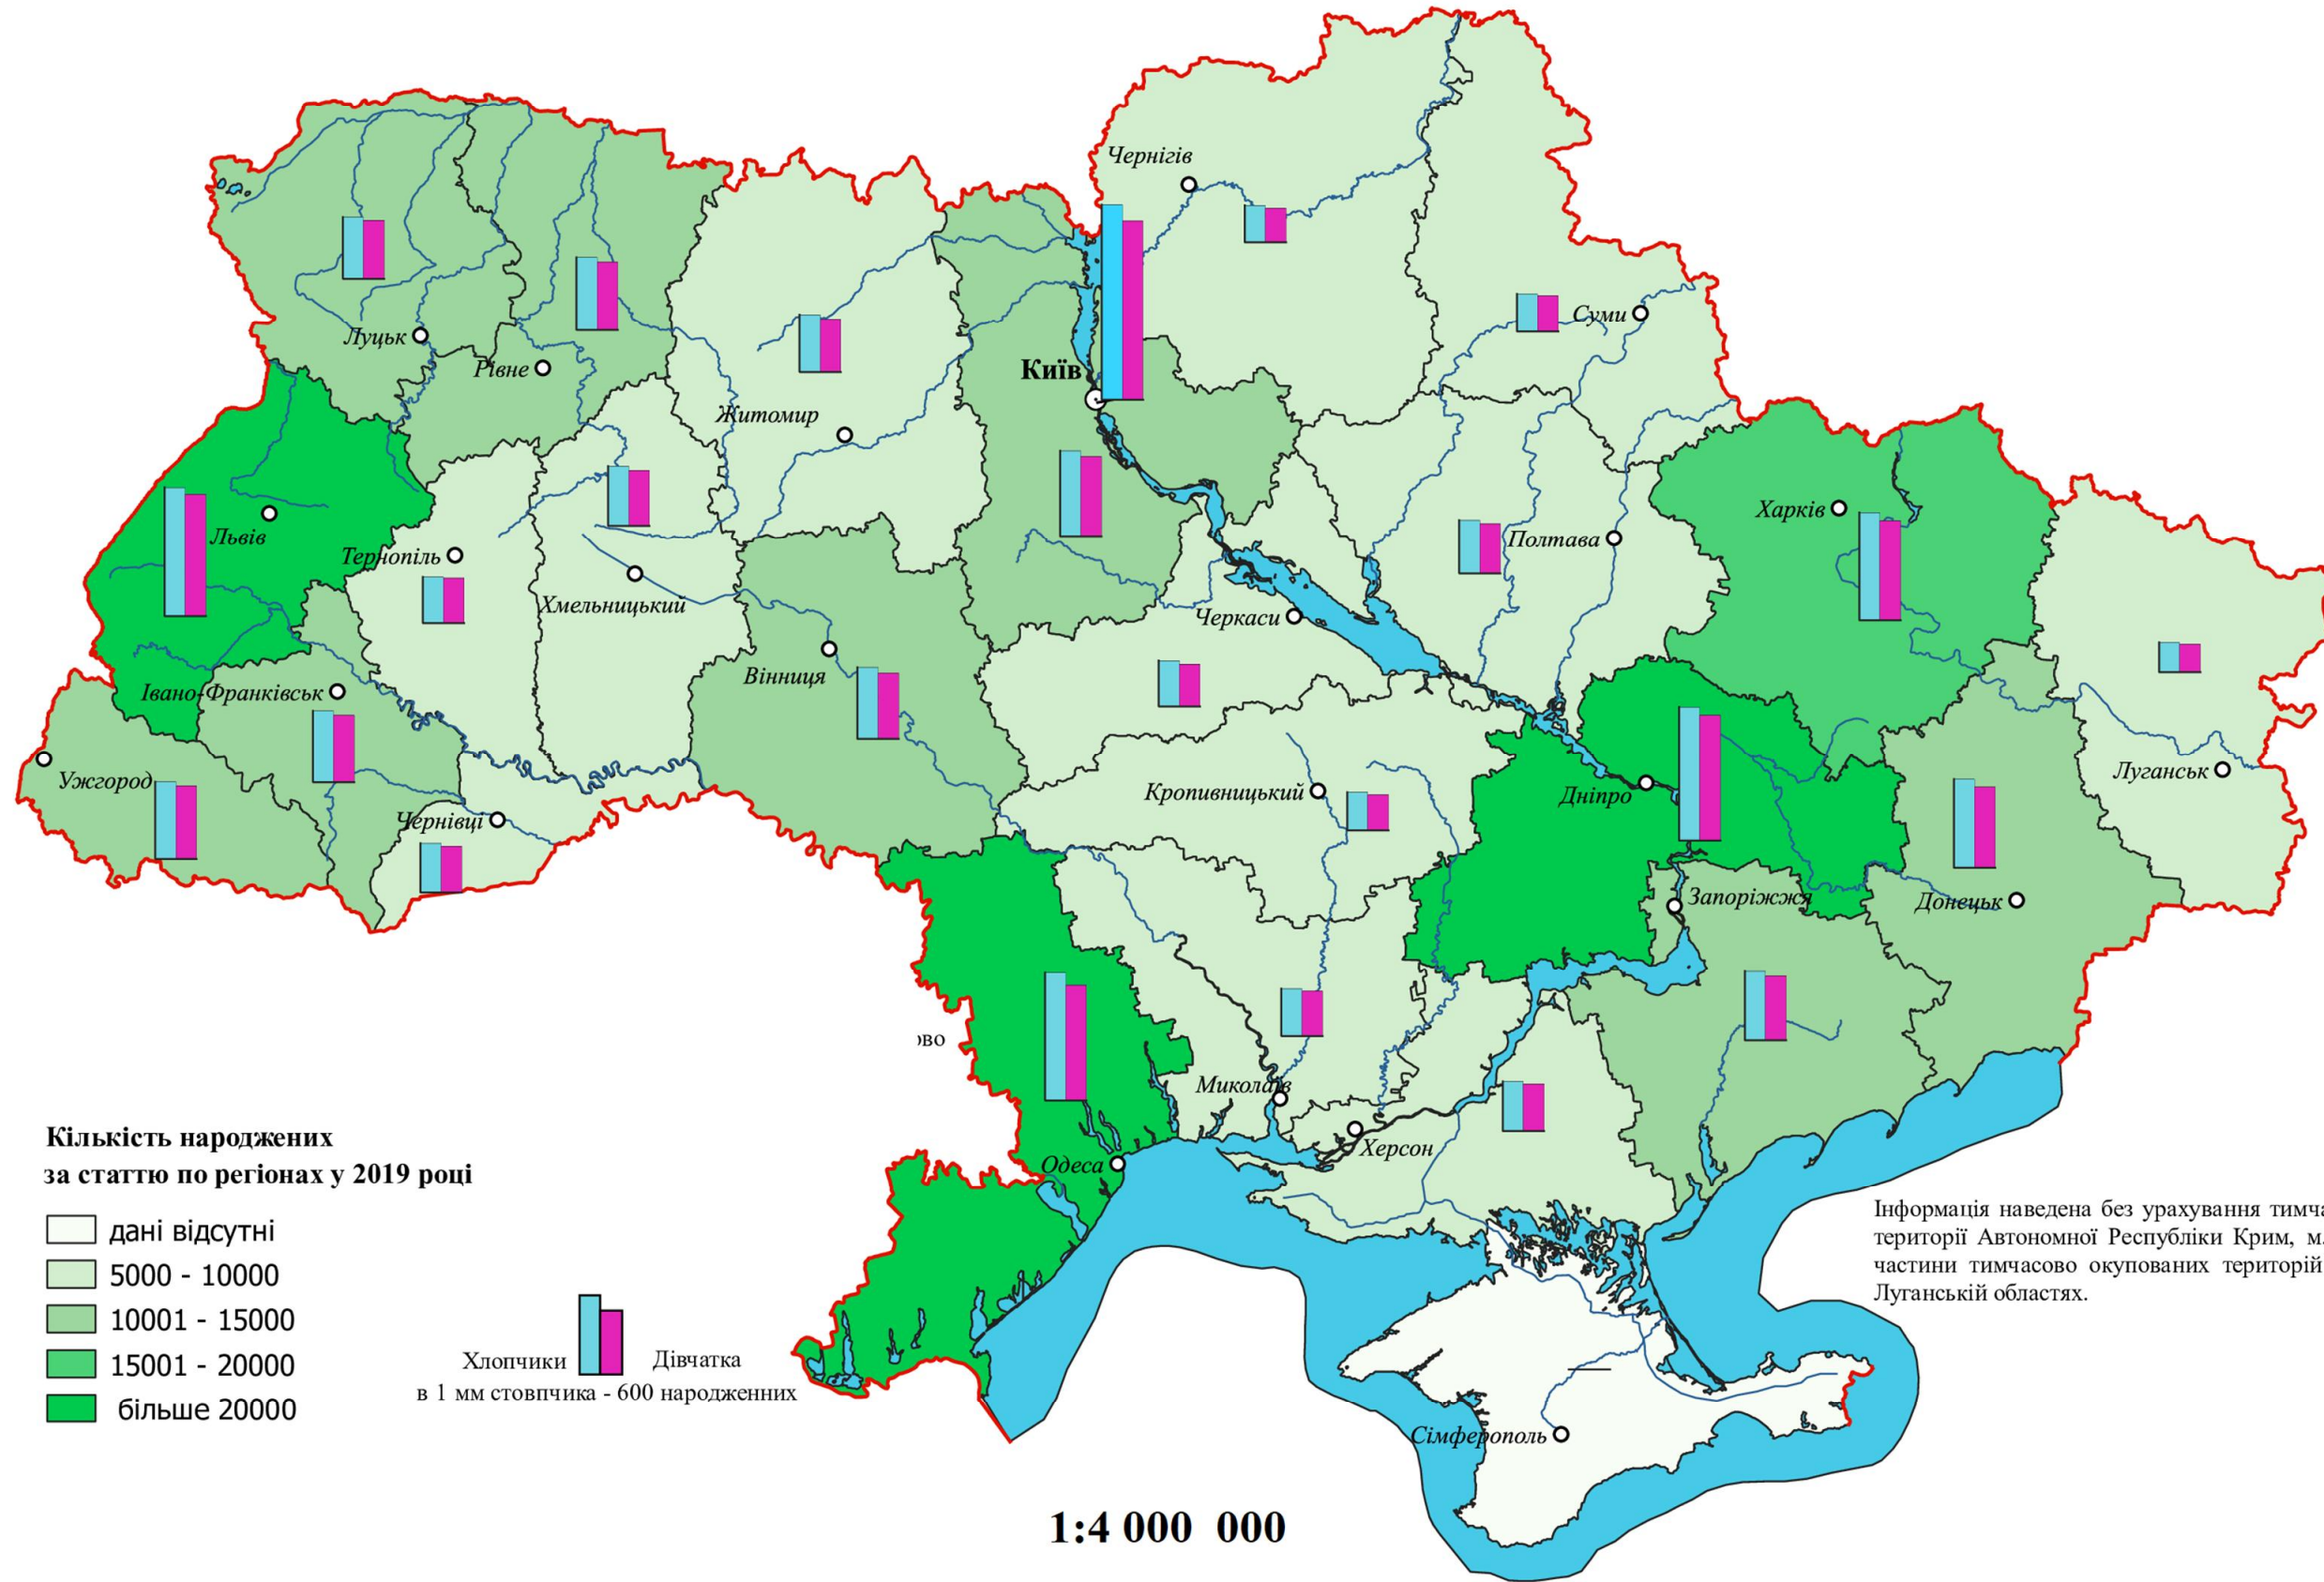 Чернігів
Суми
Луцьк
Рівне
Київ
Житомир
Харків
Львів
Тернопіль
Полтава
Хмельницький
Черкаси
Вінниця
Івано-Франківськ
Ужгород
Луганськ
Кропивницький
Дніпро
Чернівці
Запоріжжя
Донецьк
ово
Миколаїв
Херсон
Одеса
Сімферополь
Кількість народжених
за статтю по регіонах у 2019 році
дані відсутні
5000 - 10000
10001 - 15000
15001 - 20000
більше 20000
Хлопчики Дівчатка
в 1 мм стовпчика - 600 народженних
Інформація наведена без урахування тимча
території Автономної Республіки Крим, м.
частини тимчасово окупованих територій
Луганській областях.
1:4 000 000